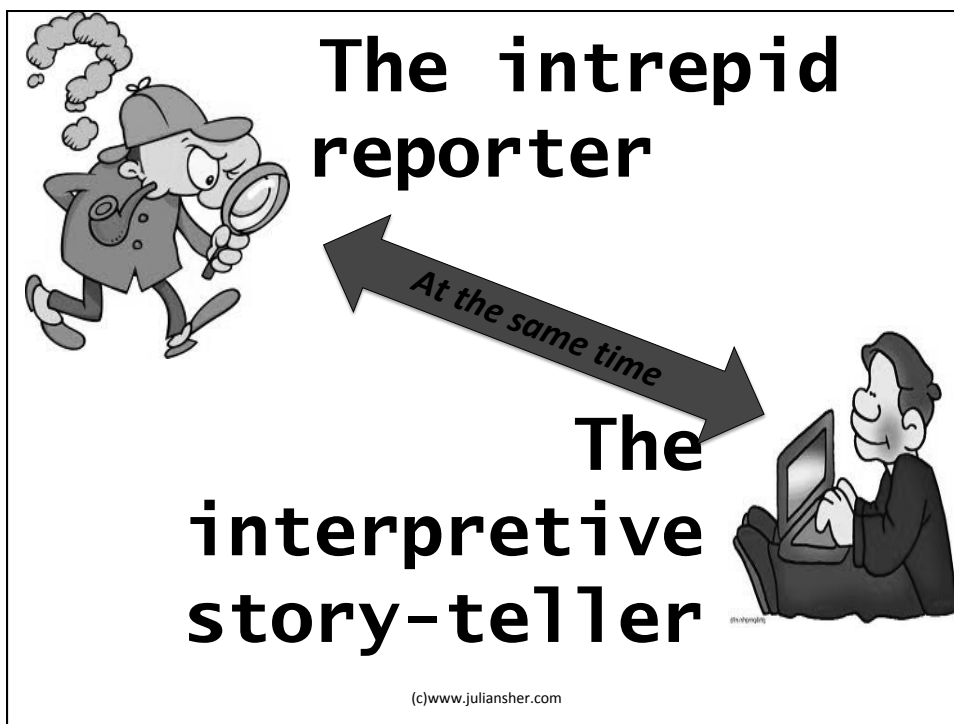 The intrepid
reporter
At the same time
The
interpretive
story-teller
(c)www.juliansher.com